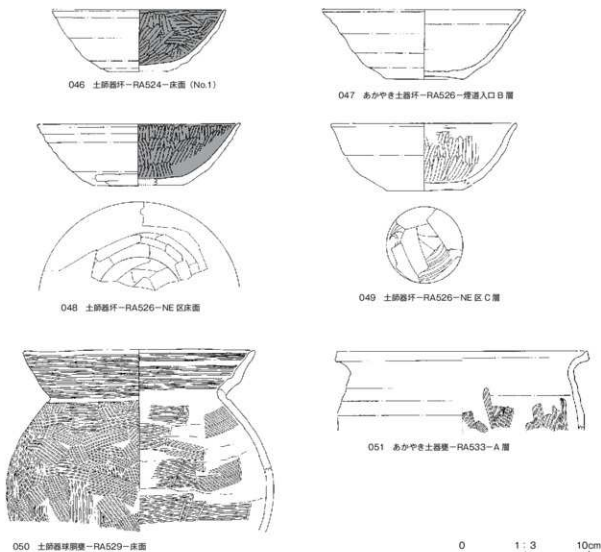 046 土師器坏−RA524−床面（No.1）
047 あかやき土器坏−RA526−煙道入口B層
048 土師器坏−RA526−NE区床面
049 土師器坏−RA526−NE区C層
050 土師器球胴甕−RA529−床面
051 あかやき土器甕−RA533−A層
0 1：3 10cm